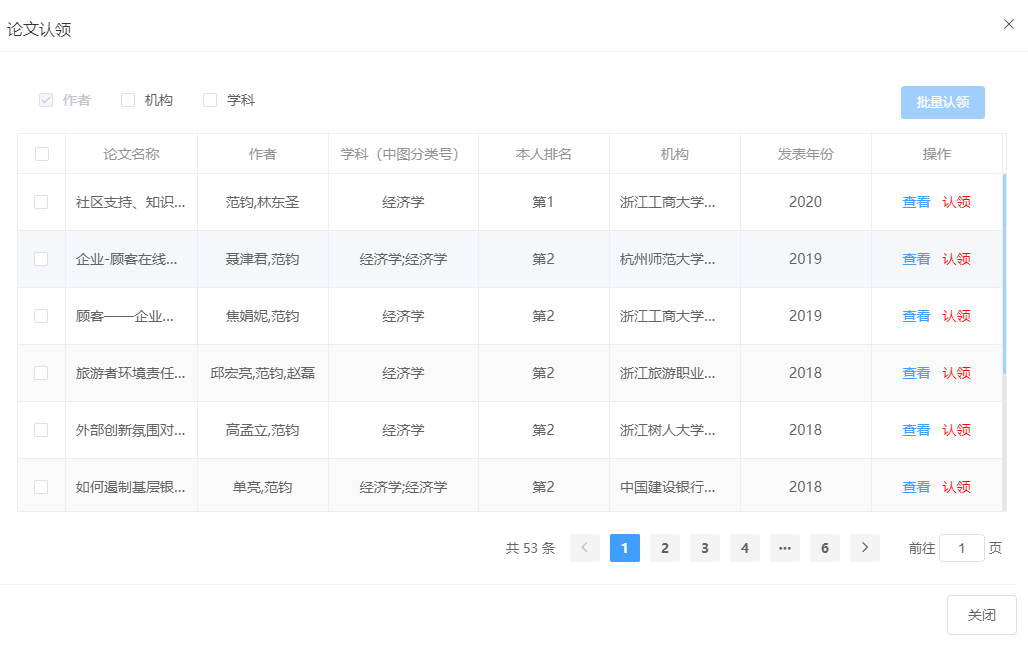 论文认领
作者 机构 学科
批量认领
论文名称 作者 学科（中图分类号） 本人排名 机构 发表年份 操作
社区支持、知识... 范钧,林东圣 经济学 第1 浙江工商大学... 2020 查看 认领
企业-顾客在线... 聂津君,范钧 经济学;经济学 第2 杭州师范大学... 2019 查看 认领
顾客——企业... 焦娟妮,范钧 经济学 第2 浙江工商大学... 2019 查看 认领
旅游者环境责任... 邱宏亮,范钧,赵磊 经济学 第2 浙江旅游职业... 2018 查看 认领
外部创新氛围对... 高孟立,范钧 经济学 第2 浙江树人大学... 2018 查看 认领
如何遏制基层银... 单亮,范钧 经济学;经济学 第2 中国建设银行... 2018 查看 认领
共 53 条 1 2 3 4 ... 6 前往 1 页
关闭